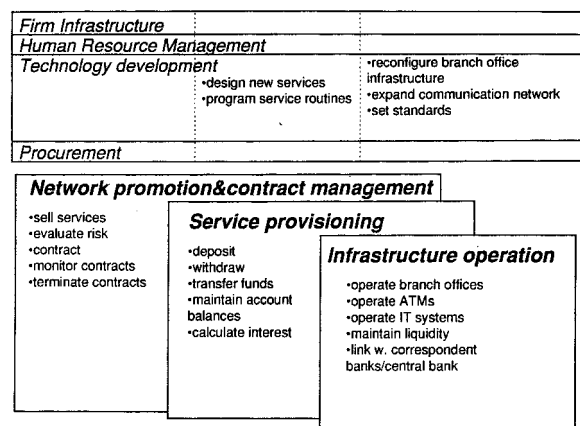 Firm Infrastructure
Human Resource Management
Technology development
•design new services
•program service routines
•reconfigure branch office
infrastructure
•expand communication network
•set standards
Procurement
Network promotion&contract management
•sell services
•evaluate risk
•contract
•monitor contracts
•terminate contracts
Service provisioning
•deposit
•withdraw
•transfer funds
•maintain account
balances
•calculate interest
Infrastructure operation
•operate branch offices
•operate ATMs
•operate IT systems
•maintain liquidity
•link w. correspondent
banks/central bank